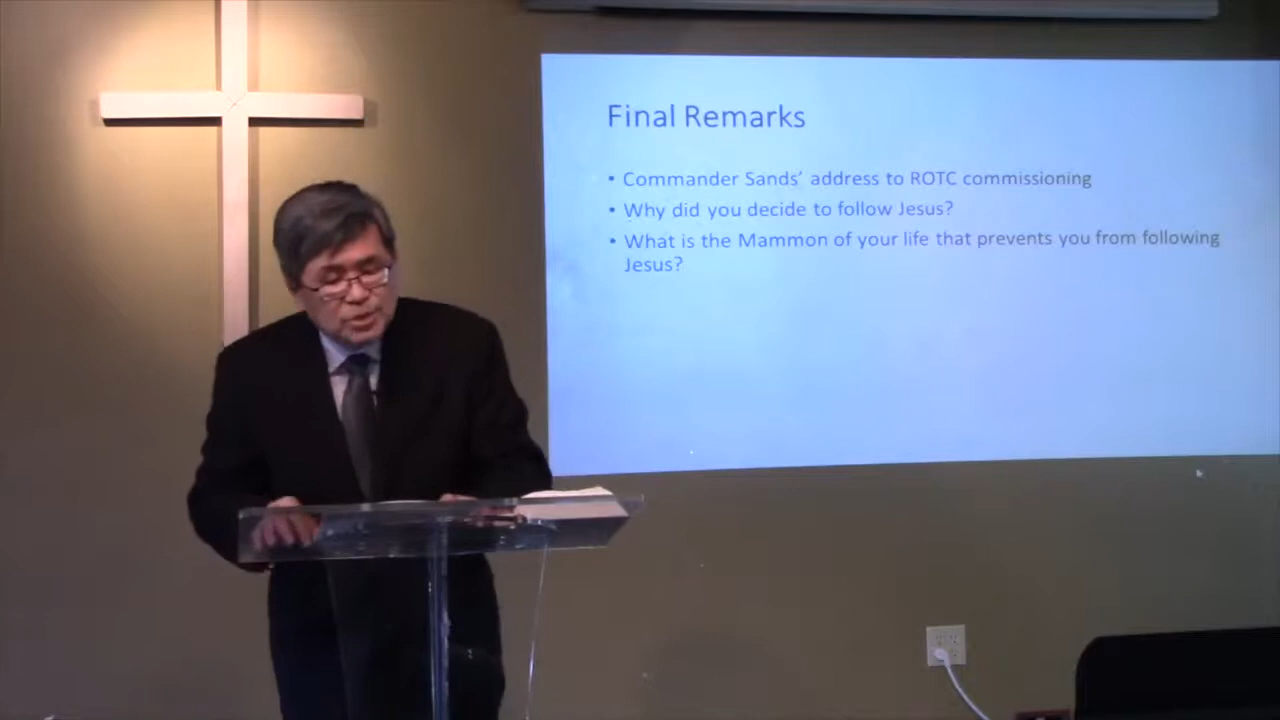 Final Remarks
• Commander Sands’ address to ROTC commissioning
• Why did you decide to follow Jesus?
• What is the Mammon of your life that prevents you from following
Jesus?